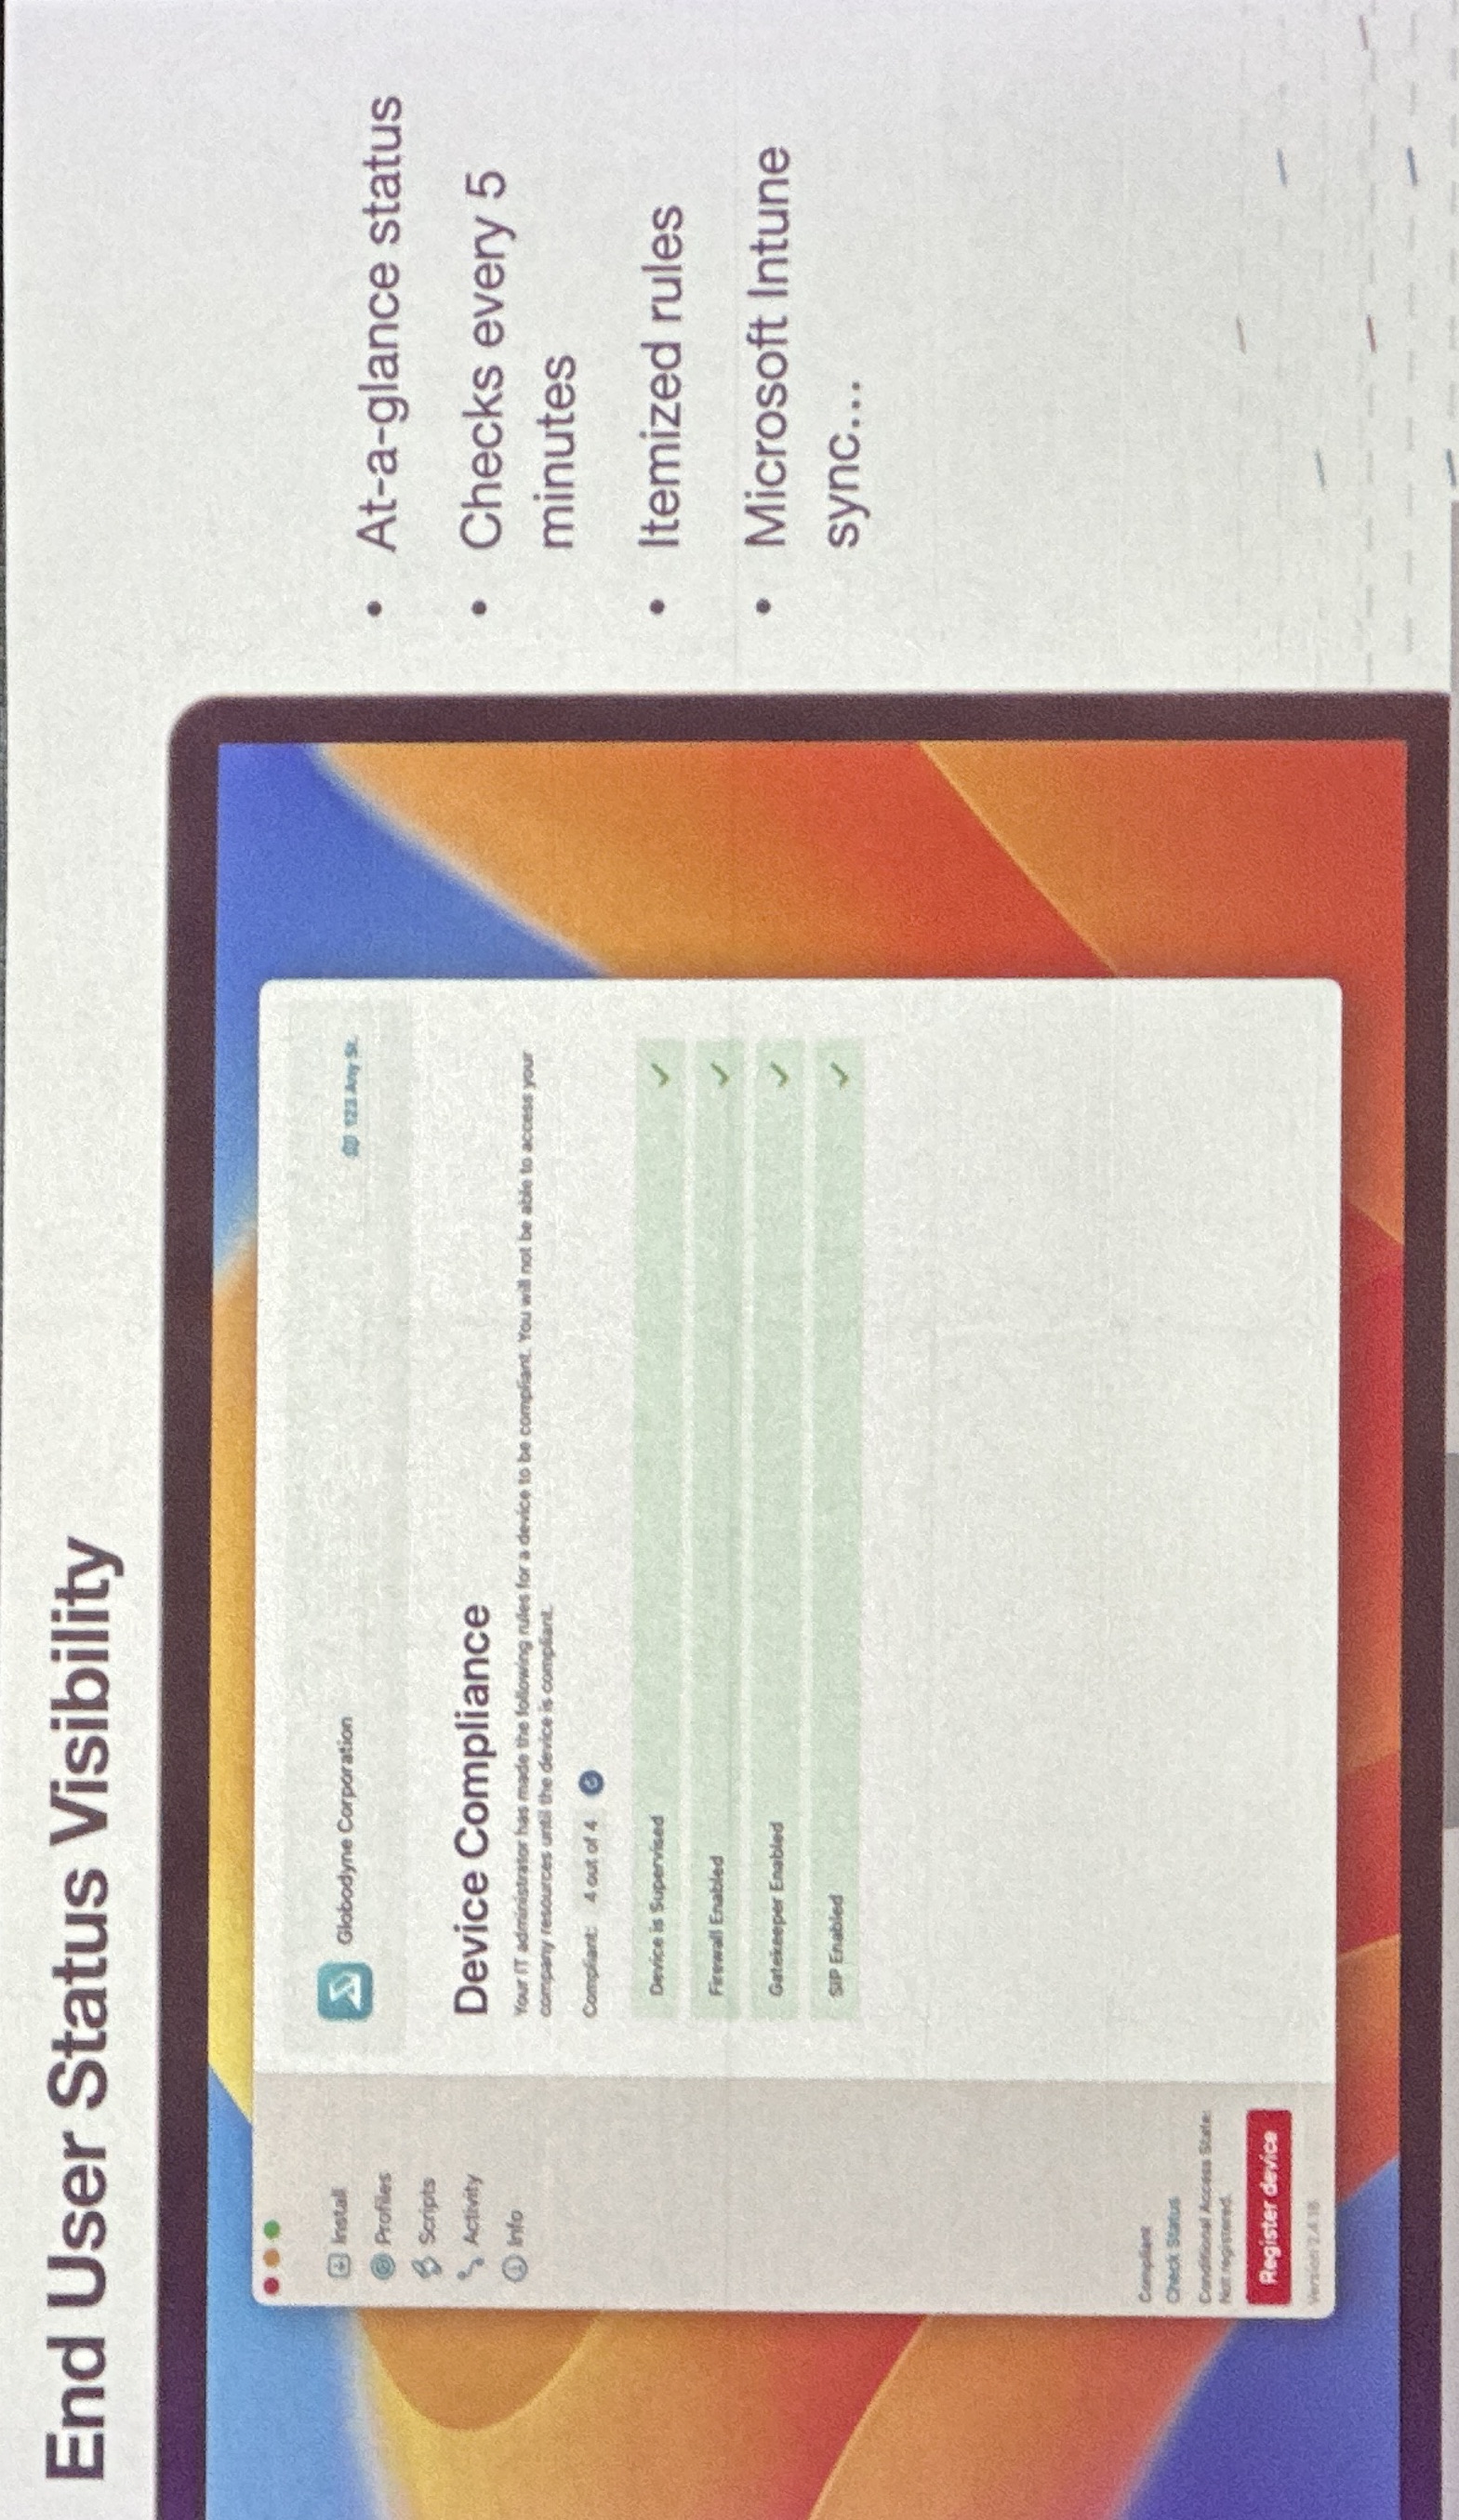 End User Status Visibility
Install
Profiles
Scripts
Activity
Info
Globodyne Corporation
123 Any St.
Device Compliance
Your IT administrator has made the following rules for a device to be compliant. You will not be able to access your
company resources until the device is compliant.
Compliant: 4 out of 4
Device is Supervised
Firewall Enabled
Gatekeeper Enabled
SIP Enabled
Compliant
Check Status
Conditional Access State:
Not registered.
Register device
Version 2.4.18
• At-a-glance status
• Checks every 5
minutes
• Itemized rules
• Microsoft Intune
sync...